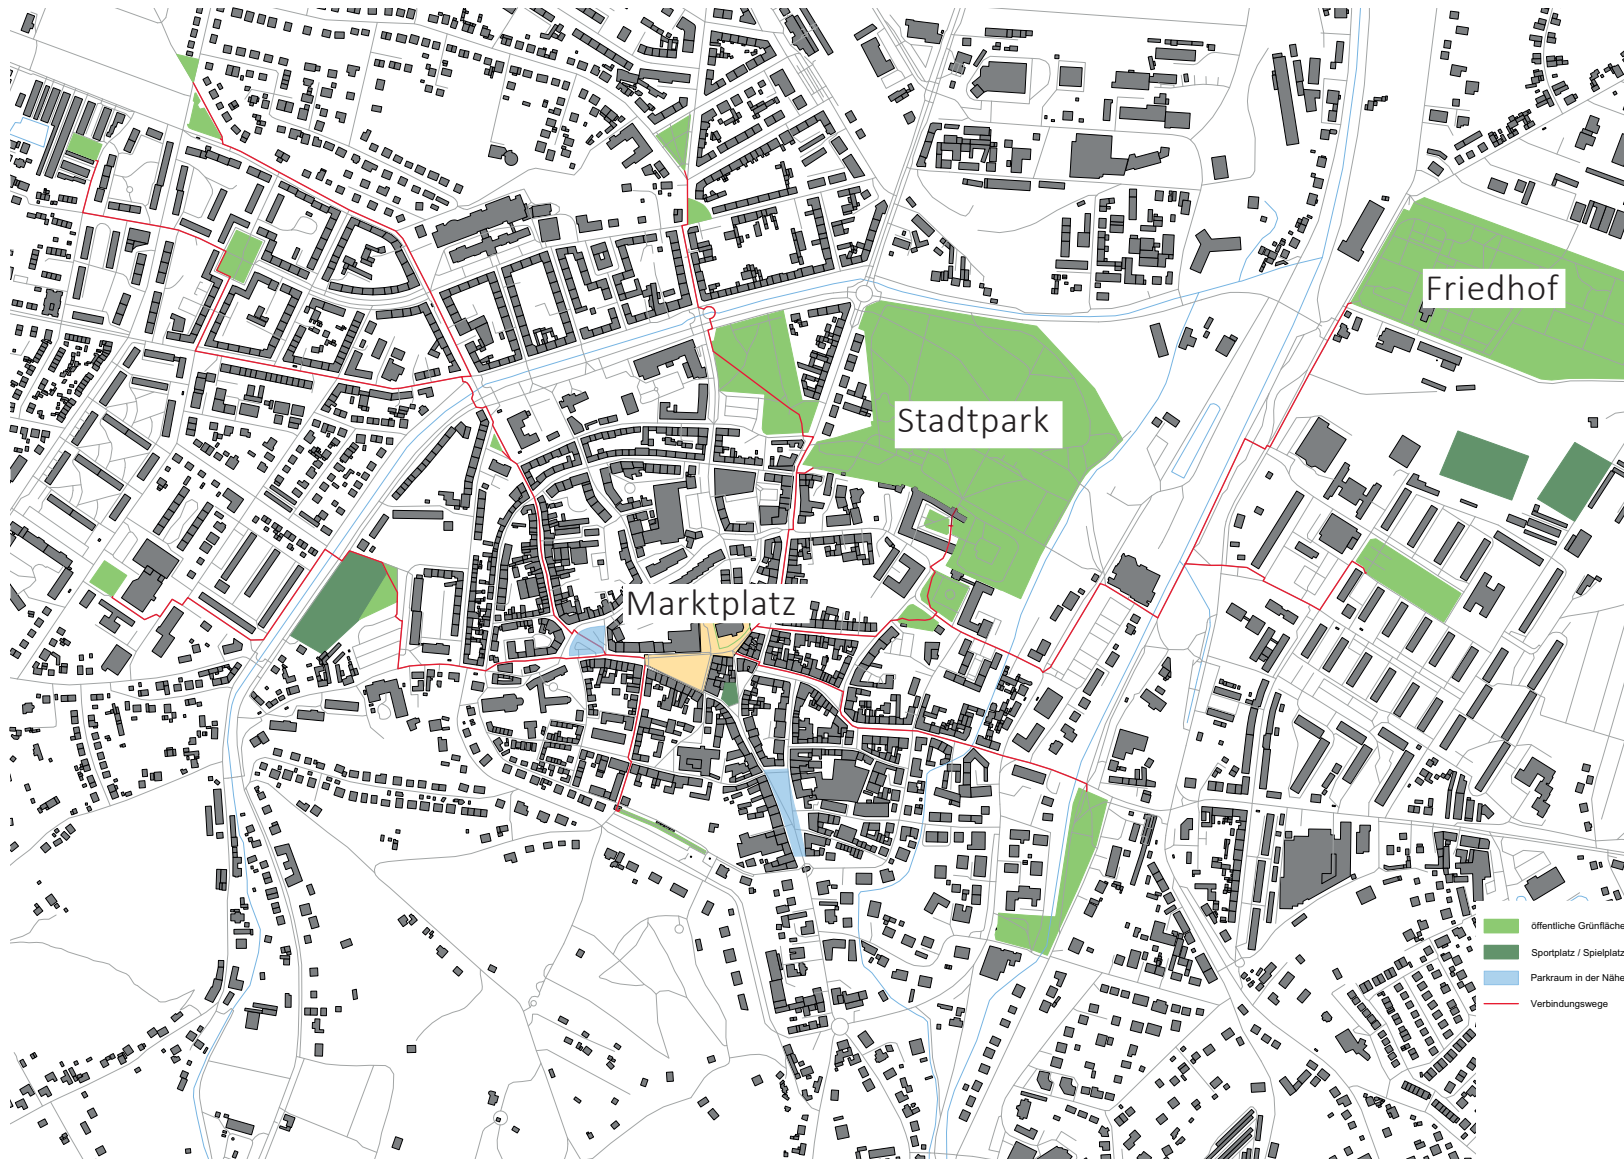 Friedhof
Stadtpark
Marktplatz
öffentliche Grünfläche
Sportplatz / Spielplatz
Parkraum in der Nähe
Verbindungswege